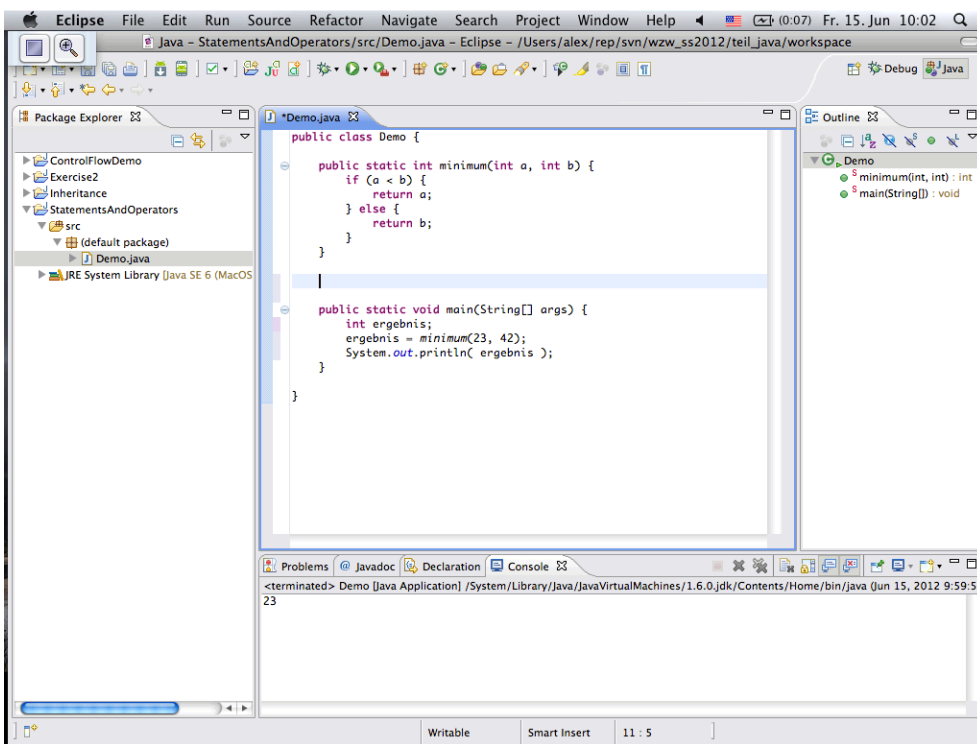 Eclipse File Edit Run Source Refactor Navigate Search Project Window Help (0:07) Fr. 15. Jun 10:02
Java – StatementsAndOperators/src/Demo.java – Eclipse – /Users/alex/rep/svn/wzw_ss2012/teil_java/workspace
Debug Java
Package Explorer
ControlFlowDemo
Exercise2
Inheritance
StatementsAndOperators
src
(default package)
Demo.java
JRE System Library [Java SE 6 (MacOS
*Demo.java
public class Demo {
public static int minimum(int a, int b) {
if (a < b) {
return a;
} else {
return b;
}
}
public static void main(String[] args) {
int ergebnis;
ergebnis = minimum(23, 42);
System.out.println( ergebnis );
}
}
Outline
Demo
minimum(int, int) : int
main(String[]) : void
Problems @ Javadoc Declaration Console
<terminated> Demo [Java Application] /System/Library/Java/JavaVirtualMachines/1.6.0.jdk/Contents/Home/bin/java (Jun 15, 2012 9:59:5
23
Writable Smart Insert 11 : 5